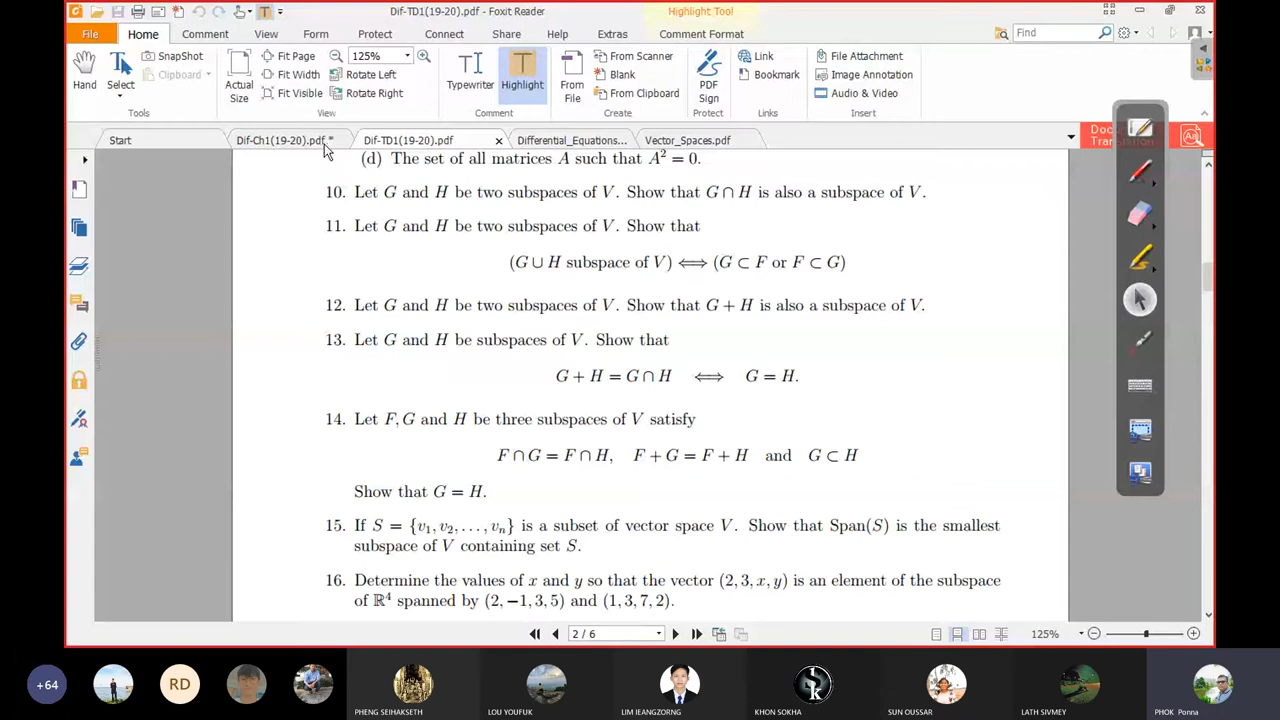 Dif-TD1(19-20).pdf - Foxit Reader
Highlight Tool
File
Home
Comment
View
Form
Protect
Connect
Share
Help
Extras
Comment Format
Find
Hand
Select
SnapShot
Clipboard
Tools
Actual
Size
Fit Page
Fit Width
Fit Visible
125%
Rotate Left
Rotate Right
View
Typewriter
Highlight
Comment
From
File
From Scanner
Blank
From Clipboard
Create
PDF
Sign
Protect
Link
Bookmark
Links
File Attachment
Image Annotation
Audio & Video
Insert
Start
Dif-Ch1(19-20).pdf *
Dif-TD1(19-20).pdf
Differential_Equations...
Vector_Spaces.pdf
(d) The set of all matrices A such that A² = 0.
10. Let G and H be two subspaces of V. Show that G ∩ H is also a subspace of V.
11. Let G and H be two subspaces of V. Show that
(G ∪ H subspace of V) ⟺ (G ⊂ F or F ⊂ G)
12. Let G and H be two subspaces of V. Show that G + H is also a subspace of V.
13. Let G and H be subspaces of V. Show that
G + H = G ∩ H ⟺ G = H.
14. Let F, G and H be three subspaces of V satisfy
F ∩ G = F ∩ H, F + G = F + H and G ⊂ H
Show that G = H.
15. If S = {v₁, v₂, . . . , vₙ} is a subset of vector space V. Show that Span(S) is the smallest
subspace of V containing set S.
16. Determine the values of x and y so that the vector (2, 3, x, y) is an element of the subspace
of ℝ⁴ spanned by (2, −1, 3, 5) and (1, 3, 7, 2).
2 / 6
125%
+64
RD
PHENG SEIHAKSETH
LOU YOUFUK
LIM IEANGZORNG
KHON SOKHA
SUN OUSSAR
LATH SIVMEY
PHOK Ponna